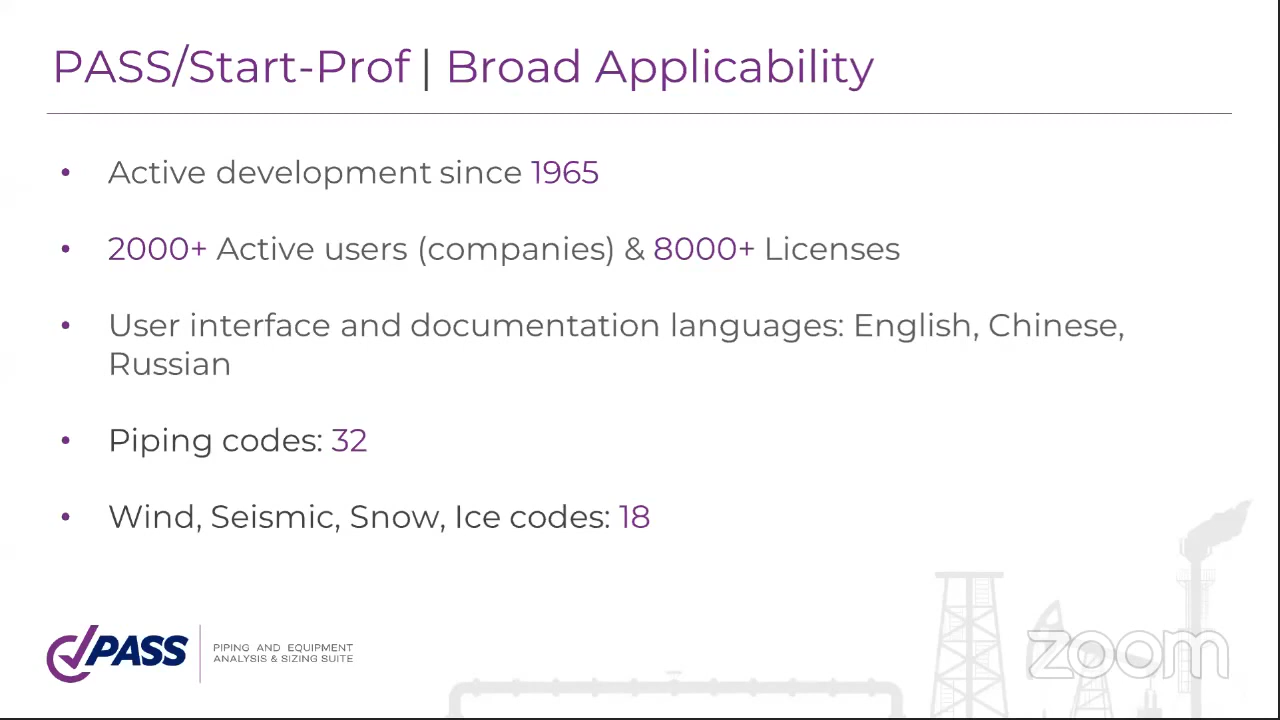 PASS/Start-Prof | Broad Applicability
• Active development since 1965
• 2000+ Active users (companies) & 8000+ Licenses
• User interface and documentation languages: English, Chinese,
Russian
• Piping codes: 32
• Wind, Seismic, Snow, Ice codes: 18
PASS
PIPING AND EQUIPMENT
ANALYSIS & SIZING SUITE
zoom